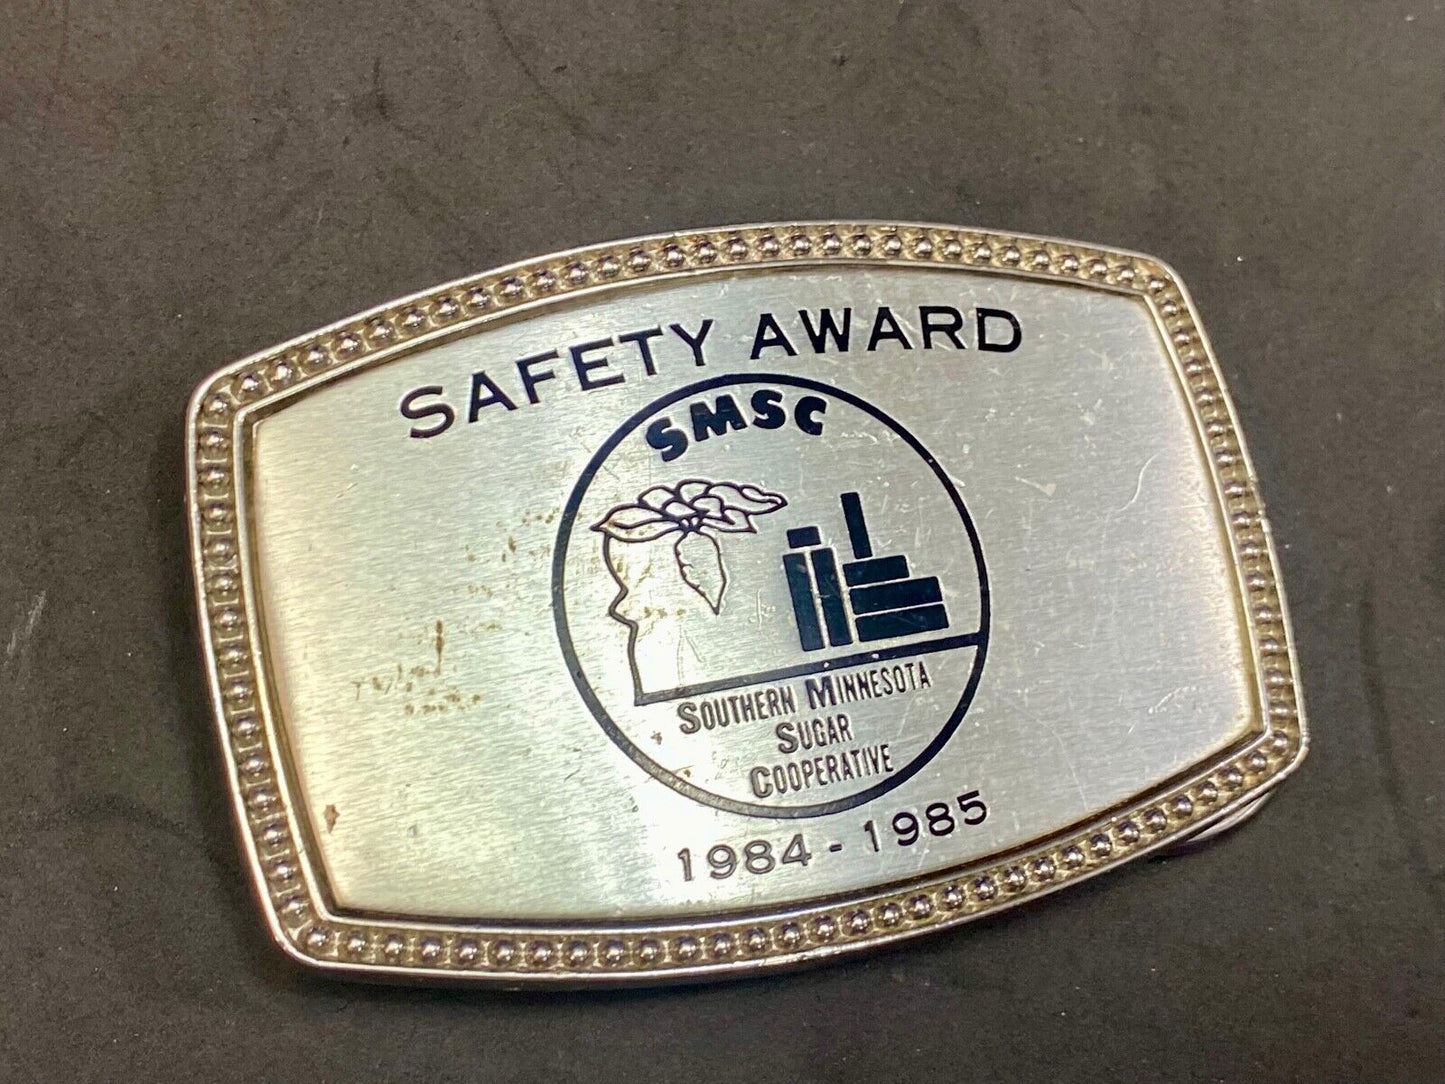 SAFETY AWARD
SMSC
SOUTHERN MINNESOTA
SUGAR
COOPERATIVE
1984 - 1985